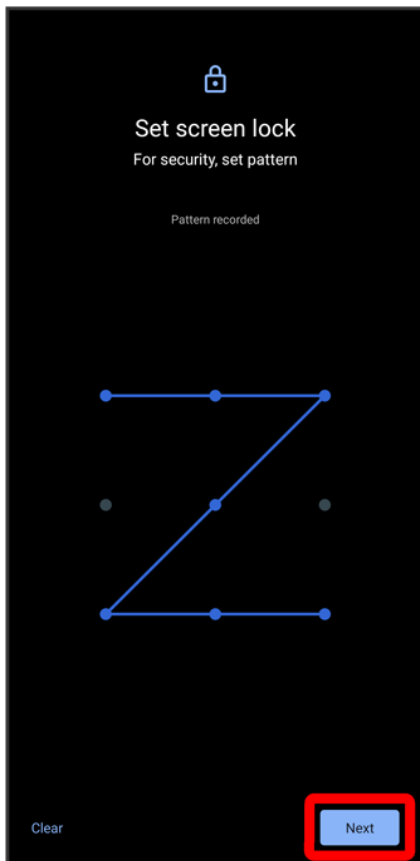 Set screen lock
For security, set pattern
Pattern recorded
Clear
Next